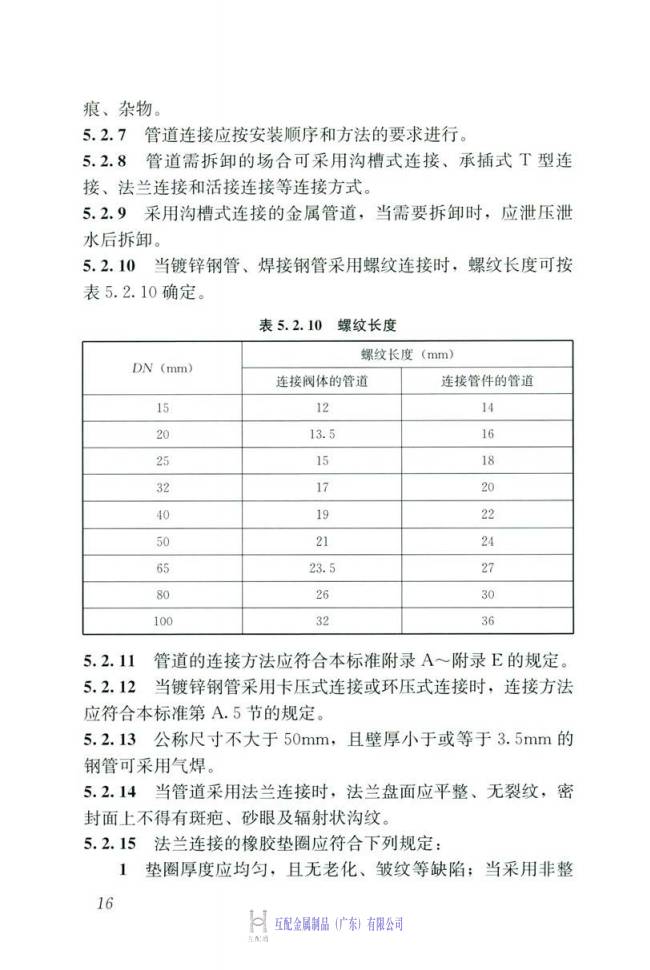 痕、杂物。
5.2.7 管道连接应按安装顺序和方法的要求进行。
5.2.8 管道需拆卸的场合可采用沟槽式连接、承插式 T 型连
接、法兰连接和活接连接等连接方式。
5.2.9 采用沟槽式连接的金属管道，当需要拆卸时，应泄压泄
水后拆卸。
5.2.10 当镀锌钢管、焊接钢管采用螺纹连接时，螺纹长度可按
表 5.2.10 确定。
表 5.2.10 螺纹长度
DN（mm） 螺纹长度（mm）
连接阀体的管道 连接管件的管道
15 12 14
20 13.5 16
25 15 18
32 17 20
40 19 22
50 21 24
65 23.5 27
80 26 30
100 32 36
5.2.11 管道的连接方法应符合本标准附录 A～附录 E 的规定。
5.2.12 当镀锌钢管采用卡压式连接或环压式连接时，连接方法
应符合本标准第 A.5 节的规定。
5.2.13 公称尺寸不大于 50mm，且壁厚小于或等于 3.5mm 的
钢管可采用气焊。
5.2.14 当管道采用法兰连接时，法兰盘面应平整、无裂纹，密
封面上不得有斑疤、砂眼及辐射状沟纹。
5.2.15 法兰连接的橡胶垫圈应符合下列规定：
1 垫圈厚度应均匀，且无老化、皱纹等缺陷；当采用非整
16
互配金属制品（广东）有限公司